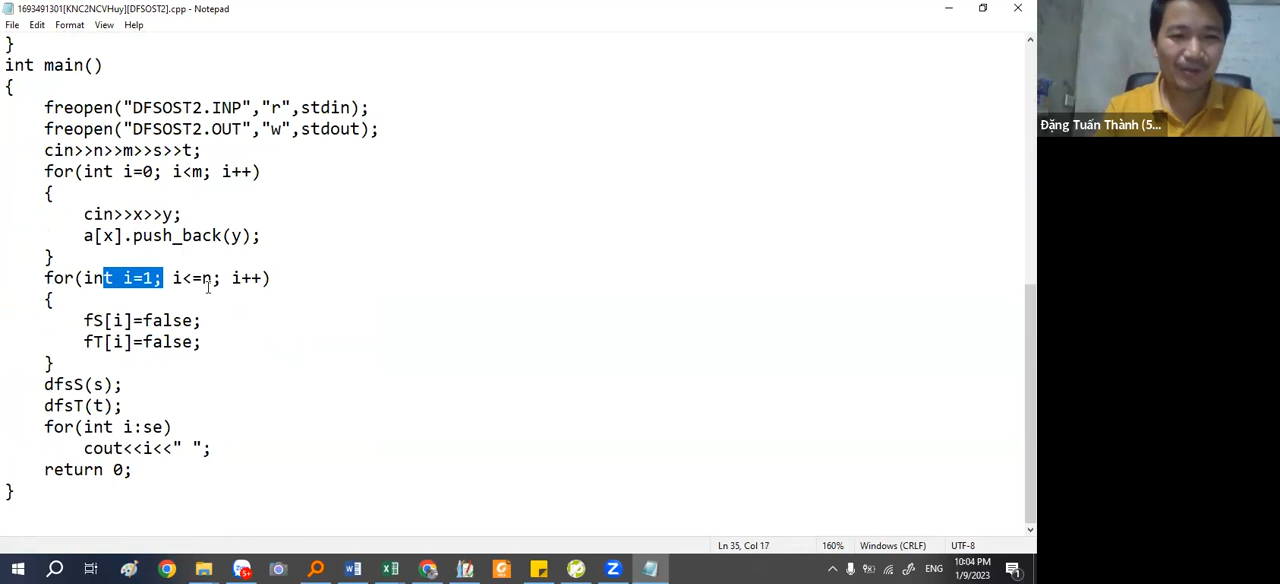 1693491301[KNC2NCVHuy][DFSOST2].cpp - Notepad
File Edit Format View Help
}
int main()
{
    freopen("DFSOST2.INP","r",stdin);
    freopen("DFSOST2.OUT","w",stdout);
    cin>>n>>m>>s>>t;
    for(int i=0; i<m; i++)
    {
        cin>>x>>y;
        a[x].push_back(y);
    }
    for(int i=1; i<=n; i++)
    {
        fS[i]=false;
        fT[i]=false;
    }
    dfsS(s);
    dfsT(t);
    for(int i:se)
        cout<<i<<" ";
    return 0;
}
Đặng Tuấn Thành (5...
Ln 35, Col 17 160% Windows (CRLF) UTF-8
ENG
10:04 PM
1/9/2023